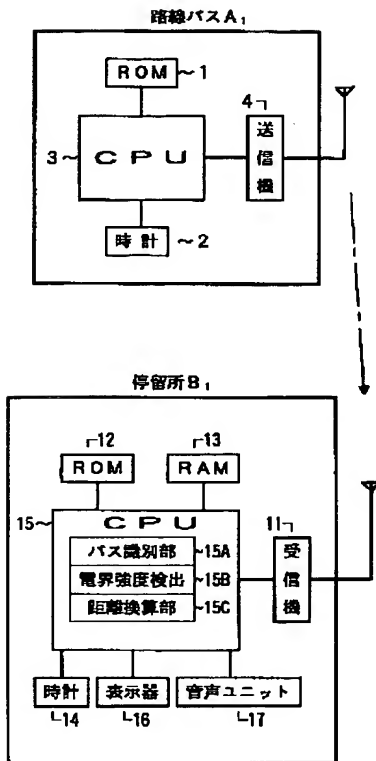 路線バスA₁
ROM 1
4
3 CPU
送信機
時計 2
停留所B₁
12 13
ROM RAM
15 CPU
11
バス識別部 15A
電界強度検出 15B
距離換算部 15C
受信機
時計 表示器 音声ユニット
14 16 17